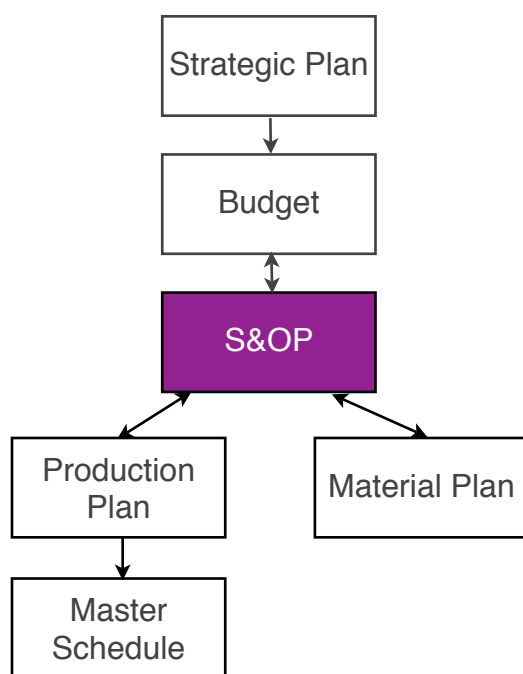 Strategic Plan
Budget
S&OP
Production
Plan
Material Plan
Master
Schedule